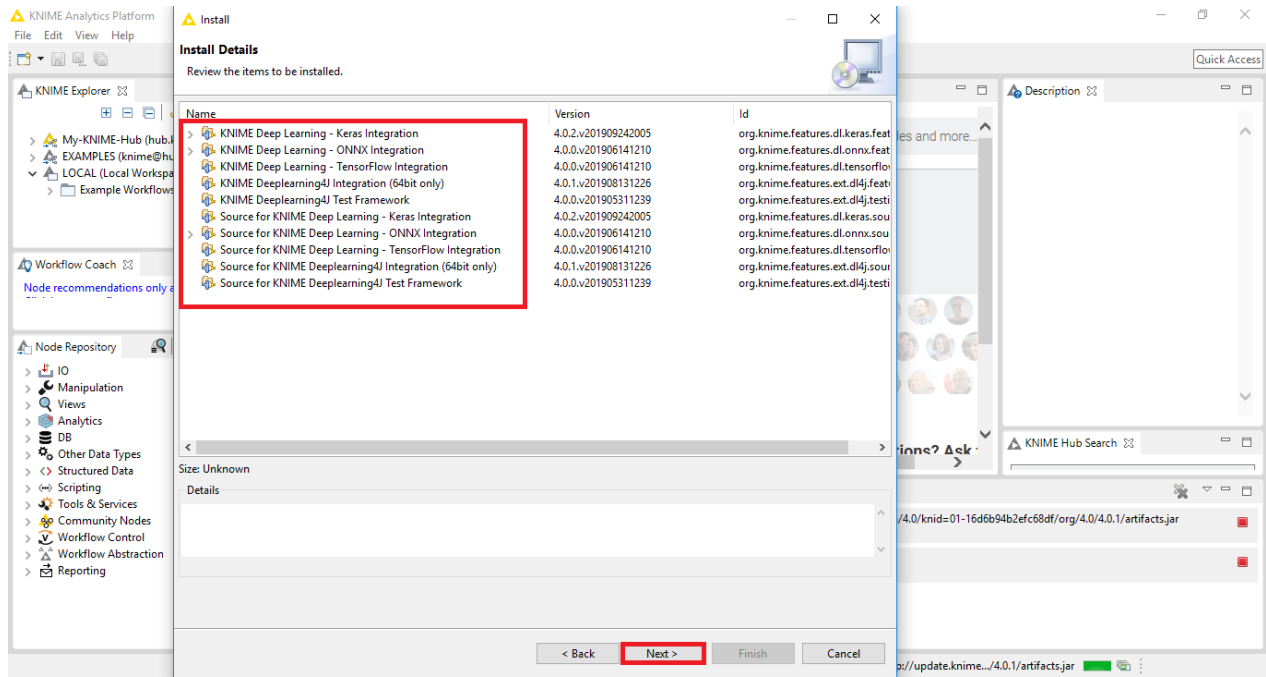 KNIME Analytics Platform
File Edit View Help
Quick Access
KNIME Explorer
My-KNIME-Hub (hub.k
EXAMPLES (knime@hu
LOCAL (Local Workspa
Example Workflows
Workflow Coach
Node recommendations only a
Node Repository
IO
Manipulation
Views
Analytics
DB
Other Data Types
Structured Data
Scripting
Tools & Services
Community Nodes
Workflow Control
Workflow Abstraction
Reporting
Install
Install Details
Review the items to be installed.
Name Version Id
KNIME Deep Learning - Keras Integration 4.0.2.v201909242005 org.knime.features.dl.keras.feat
KNIME Deep Learning - ONNX Integration 4.0.0.v201906141210 org.knime.features.dl.onnx.feat
KNIME Deep Learning - TensorFlow Integration 4.0.0.v201906141210 org.knime.features.dl.tensorflo
KNIME Deeplearning4J Integration (64bit only) 4.0.1.v201908131226 org.knime.features.ext.dl4j.feat
KNIME Deeplearning4J Test Framework 4.0.0.v201905311239 org.knime.features.ext.dl4j.testi
Source for KNIME Deep Learning - Keras Integration 4.0.2.v201909242005 org.knime.features.dl.keras.sou
Source for KNIME Deep Learning - ONNX Integration 4.0.0.v201906141210 org.knime.features.dl.onnx.sou
Source for KNIME Deep Learning - TensorFlow Integration 4.0.0.v201906141210 org.knime.features.dl.tensorflo
Source for KNIME Deeplearning4J Integration (64bit only) 4.0.1.v201908131226 org.knime.features.ext.dl4j.sour
Source for KNIME Deeplearning4J Test Framework 4.0.0.v201905311239 org.knime.features.ext.dl4j.testi
Size: Unknown
Details
< Back Next > Finish Cancel
les and more...
ions? Ask
Description
KNIME Hub Search
/4.0/knid=01-16d6b94b2efc68df/org/4.0/4.0.1/artifacts.jar
://update.knime.../4.0.1/artifacts.jar